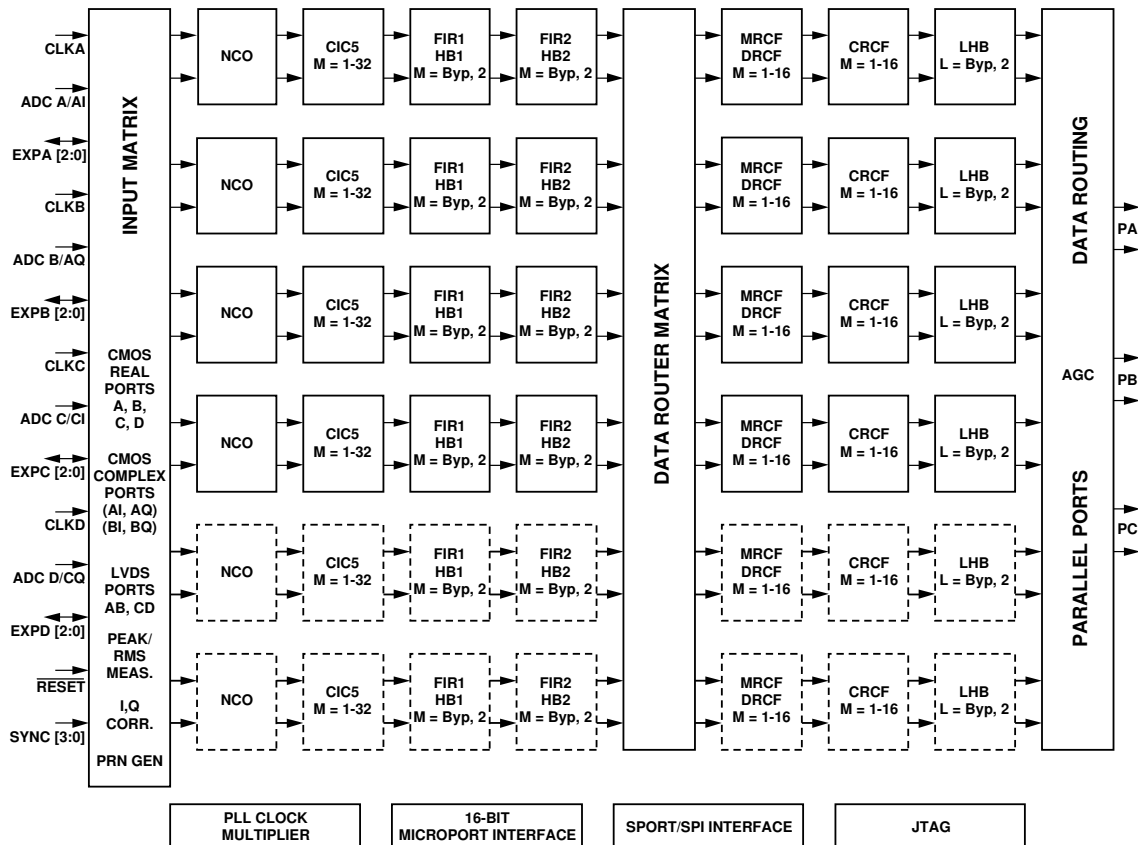 CLKA
ADC A/AI
EXPA [2:0]
CLKB
ADC B/AQ
EXPB [2:0]
CLKC
ADC C/CI
EXPC [2:0]
CLKD
ADC D/CQ
EXPD [2:0]
RESET
SYNC [3:0]
INPUT MATRIX
CMOS
REAL
PORTS
A, B,
C, D
CMOS
COMPLEX
PORTS
(AI, AQ)
(BI, BQ)
LVDS
PORTS
AB, CD
PEAK/
RMS
MEAS.
I,Q
CORR.
PRN GEN
NCO
CIC5
M = 1-32
FIR1
HB1
M = Byp, 2
FIR2
HB2
M = Byp, 2
NCO
CIC5
M = 1-32
FIR1
HB1
M = Byp, 2
FIR2
HB2
M = Byp, 2
NCO
CIC5
M = 1-32
FIR1
HB1
M = Byp, 2
FIR2
HB2
M = Byp, 2
NCO
CIC5
M = 1-32
FIR1
HB1
M = Byp, 2
FIR2
HB2
M = Byp, 2
NCO
CIC5
M = 1-32
FIR1
HB1
M = Byp, 2
FIR2
HB2
M = Byp, 2
NCO
CIC5
M = 1-32
FIR1
HB1
M = Byp, 2
FIR2
HB2
M = Byp, 2
DATA ROUTER MATRIX
MRCF
DRCF
M = 1-16
CRCF
M = 1-16
LHB
L = Byp, 2
MRCF
DRCF
M = 1-16
CRCF
M = 1-16
LHB
L = Byp, 2
MRCF
DRCF
M = 1-16
CRCF
M = 1-16
LHB
L = Byp, 2
MRCF
DRCF
M = 1-16
CRCF
M = 1-16
LHB
L = Byp, 2
MRCF
DRCF
M = 1-16
CRCF
M = 1-16
LHB
L = Byp, 2
MRCF
DRCF
M = 1-16
CRCF
M = 1-16
LHB
L = Byp, 2
DATA ROUTING
AGC
PARALLEL PORTS
PA
PB
PC
PLL CLOCK
MULTIPLIER
16-BIT
MICROPORT INTERFACE
SPORT/SPI INTERFACE
JTAG